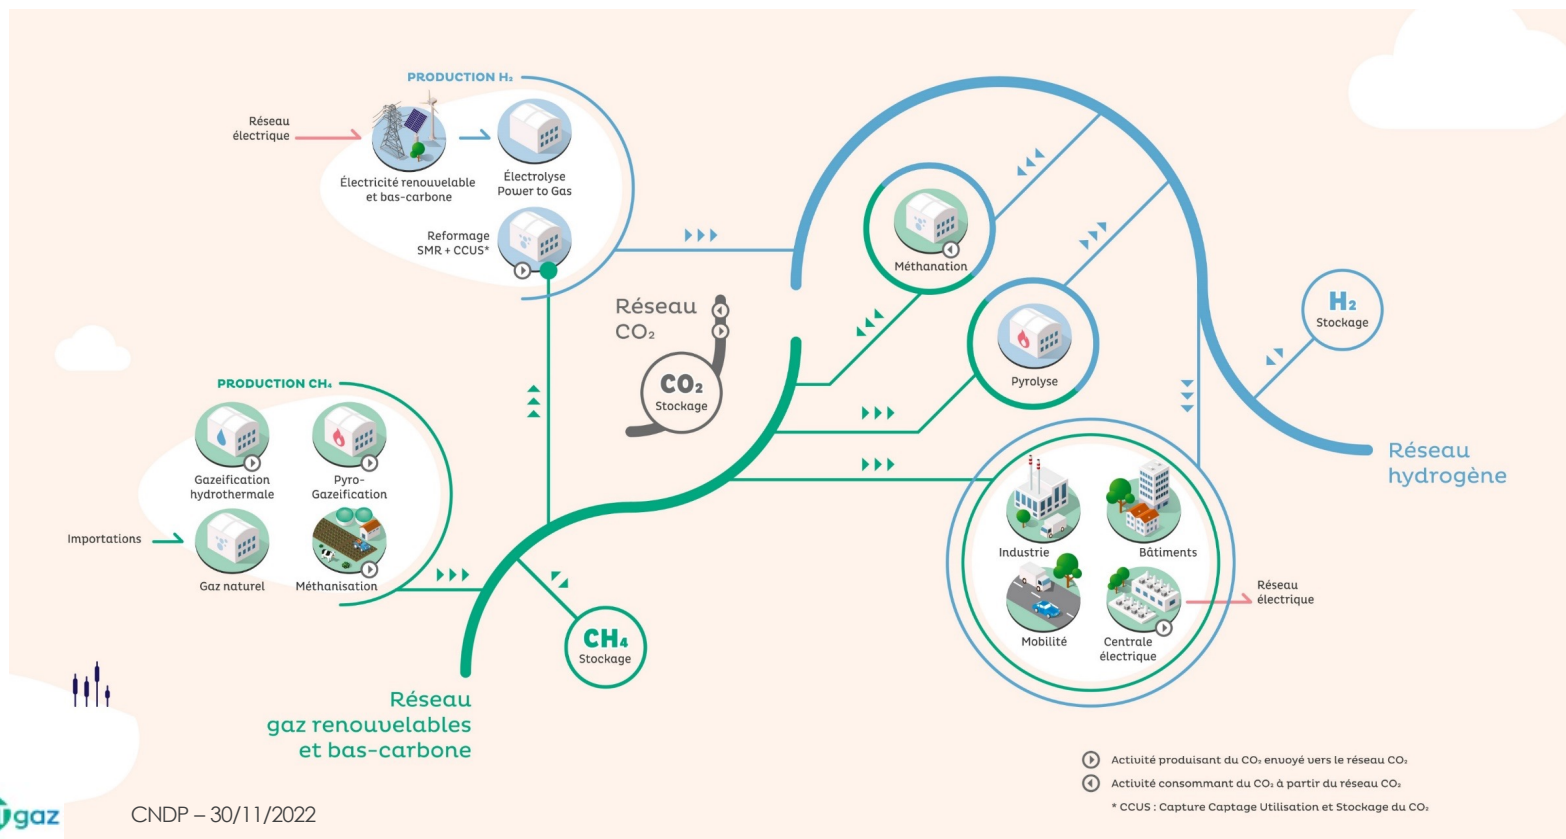 PRODUCTION H₂
Réseau
électrique
Électricité renouvelable
et bas-carbone
Électrolyse
Power to Gas
Reformage
SMR + CCUS*
Réseau
CO₂
CO₂
Stockage
Méthanation
Pyrolyse
H₂
Stockage
Réseau
hydrogène
PRODUCTION CH₄
Gazeification
hydrothermale
Pyro-
Gazeification
Importations
Gaz naturel
Méthanisation
CH₄
Stockage
Réseau
gaz renouvelables
et bas-carbone
Industrie
Bâtiments
Mobilité
Centrale
électrique
Réseau
électrique
Activité produisant du CO₂ envoyé vers le réseau CO₂
Activité consommant du CO₂ à partir du réseau CO₂
* CCUS : Capture Captage Utilisation et Stockage du CO₂
gaz
CNDP – 30/11/2022